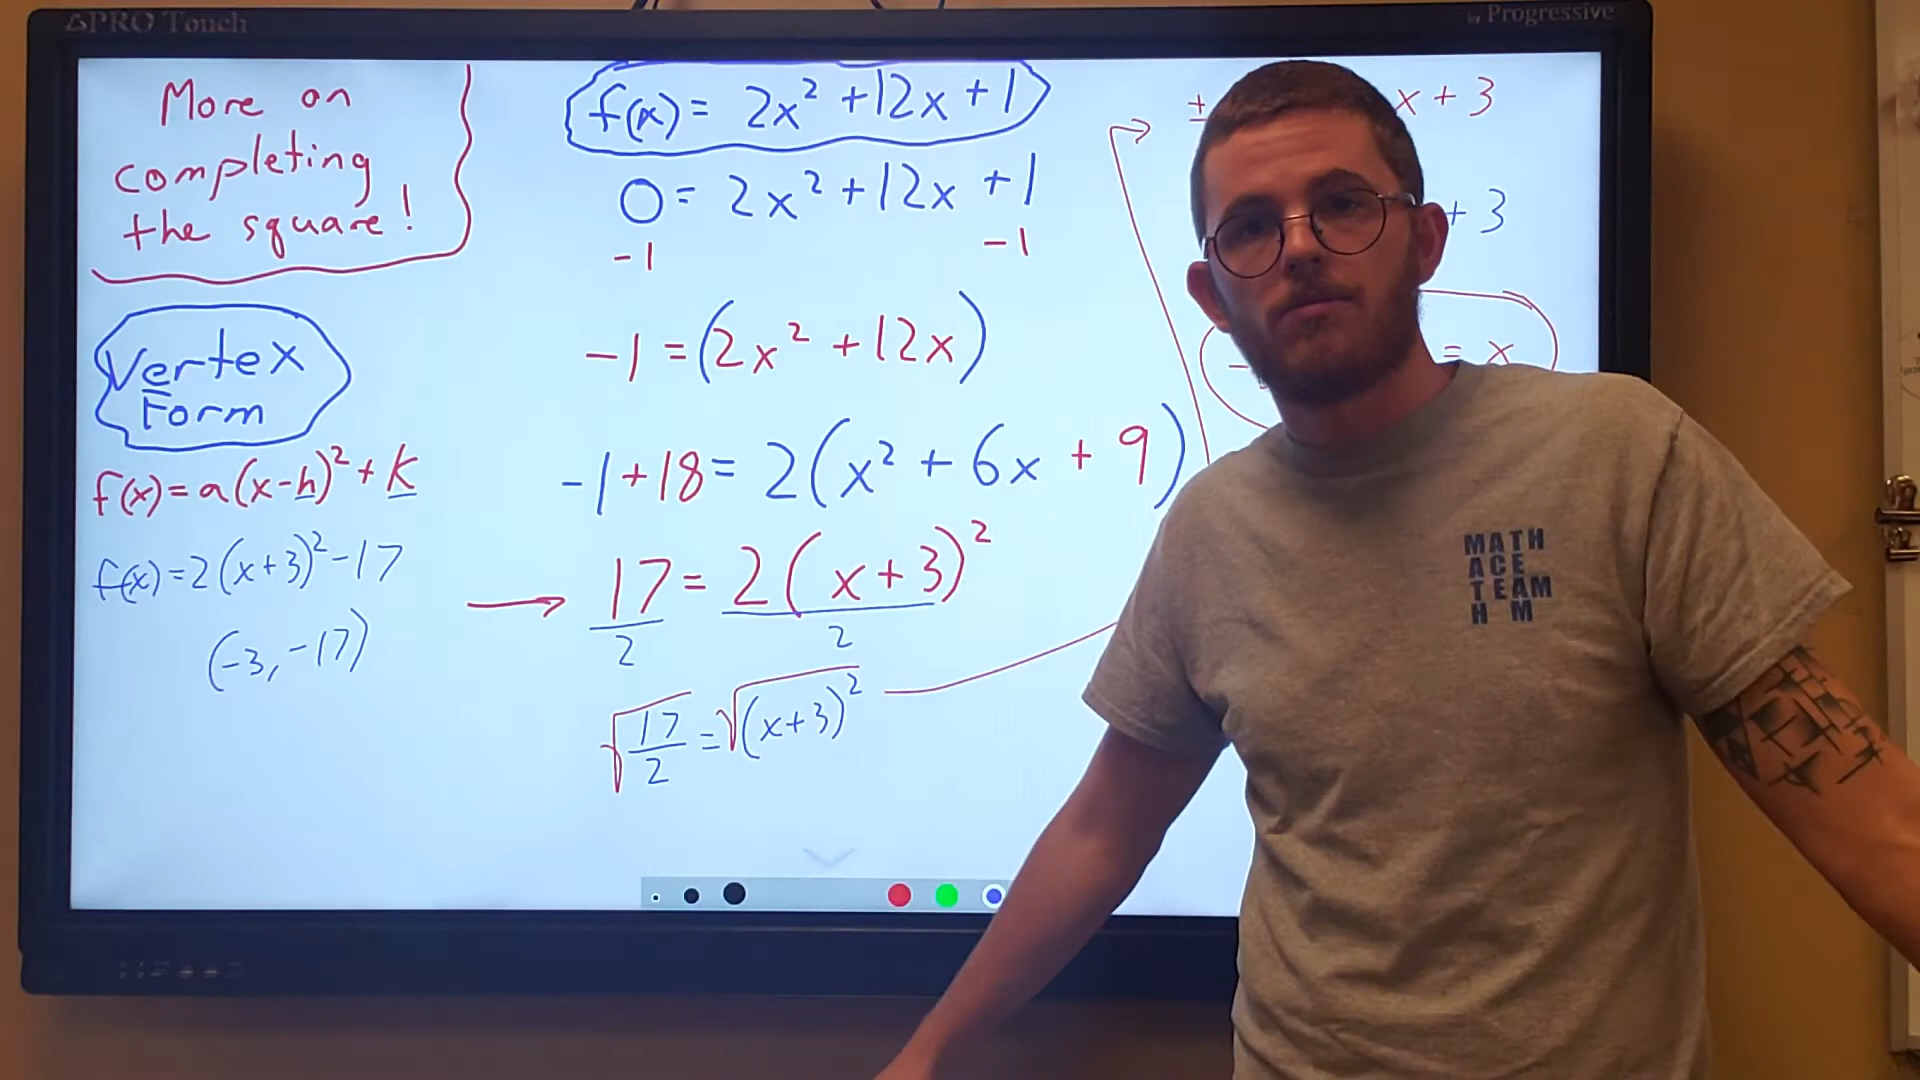 PRO Touch
by Progressive
More on
completing
the square!
Vertex
Form
f(x) = a(x-h)² + k
f(x) = 2(x+3)² - 17
(-3, -17)
f(x) = 2x² + 12x + 1
0 = 2x² + 12x + 1
-1 -1
-1 = (2x² + 12x)
-1 + 18 = 2(x² + 6x + 9)
17 = 2(x+3)²
2 2
√17/2 = √(x+3)²
± x + 3
+ 3
- = x
MATH
ACE
TEAM
H M